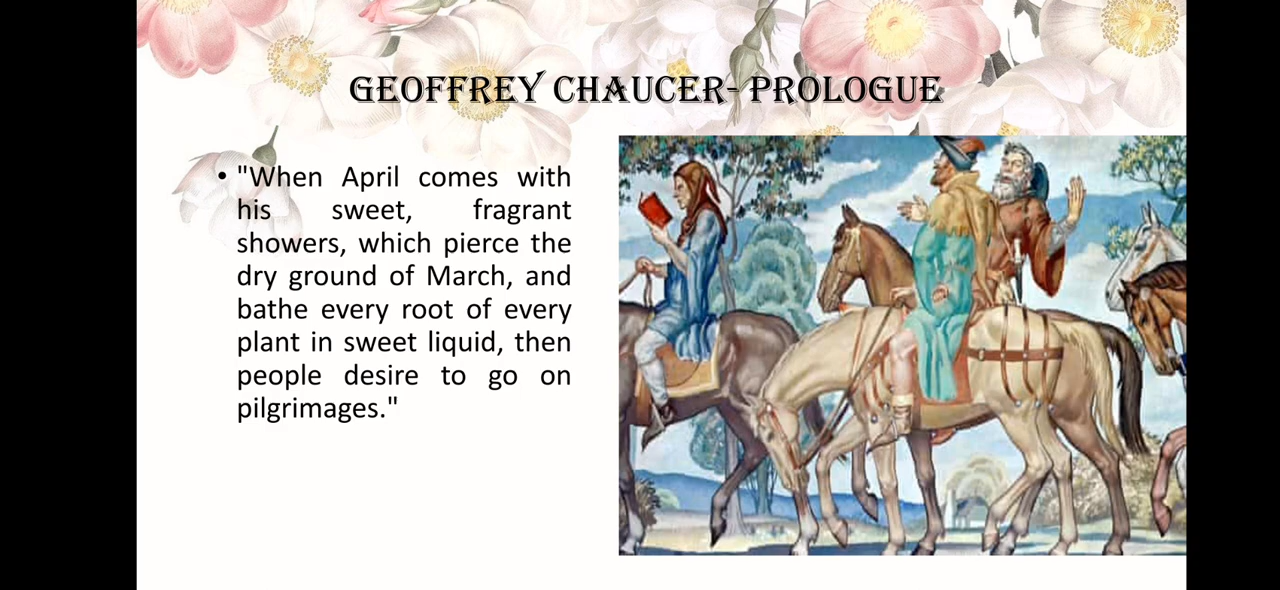 GEOFFREY CHAUCER- PROLOGUE
• "When April comes with
his sweet, fragrant
showers, which pierce the
dry ground of March, and
bathe every root of every
plant in sweet liquid, then
people desire to go on
pilgrimages."